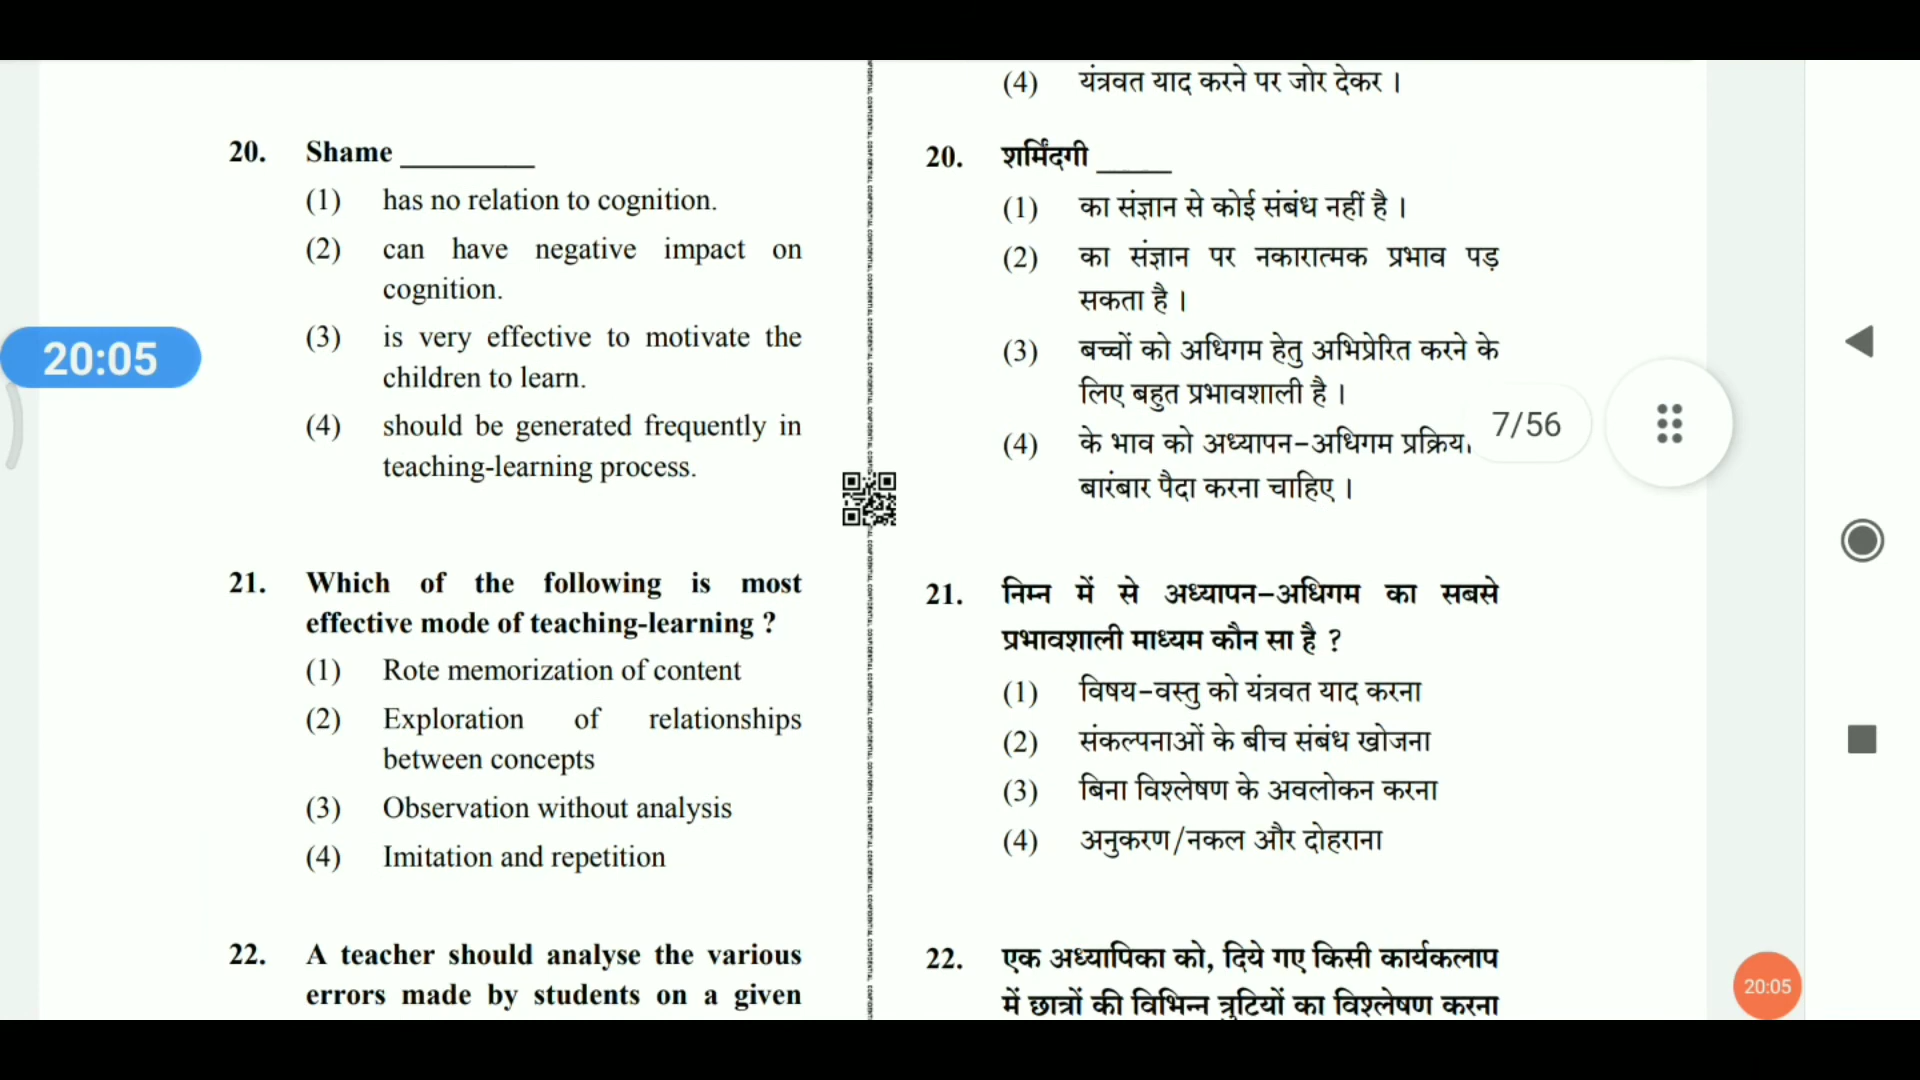 (4) यंत्रवत याद करने पर जोर देकर ।
20. Shame _________
(1) has no relation to cognition.
(2) can have negative impact on
cognition.
(3) is very effective to motivate the
children to learn.
(4) should be generated frequently in
teaching-learning process.
21. Which of the following is most
effective mode of teaching-learning ?
(1) Rote memorization of content
(2) Exploration of relationships
between concepts
(3) Observation without analysis
(4) Imitation and repetition
22. A teacher should analyse the various
errors made by students on a given
20. शर्मिंदगी _____
(1) का संज्ञान से कोई संबंध नहीं है ।
(2) का संज्ञान पर नकारात्मक प्रभाव पड़
सकता है ।
(3) बच्चों को अधिगम हेतु अभिप्रेरित करने के
लिए बहुत प्रभावशाली है ।
(4) के भाव को अध्यापन-अधिगम
बारंबार पैदा करना चाहिए ।
21. निम्न में से अध्यापन-अधिगम का सबसे
प्रभावशाली माध्यम कौन सा है ?
(1) विषय-वस्तु को यंत्रवत याद करना
(2) संकल्पनाओं के बीच संबंध खोजना
(3) बिना विश्लेषण के अवलोकन करना
(4) अनुकरण/नकल और दोहराना
22. एक अध्यापिका को, दिये गए किसी कार्यकलाप
में छात्रों की विभिन्न त्रुटियों का विश्लेषण करना
20:05
7/56
20:05